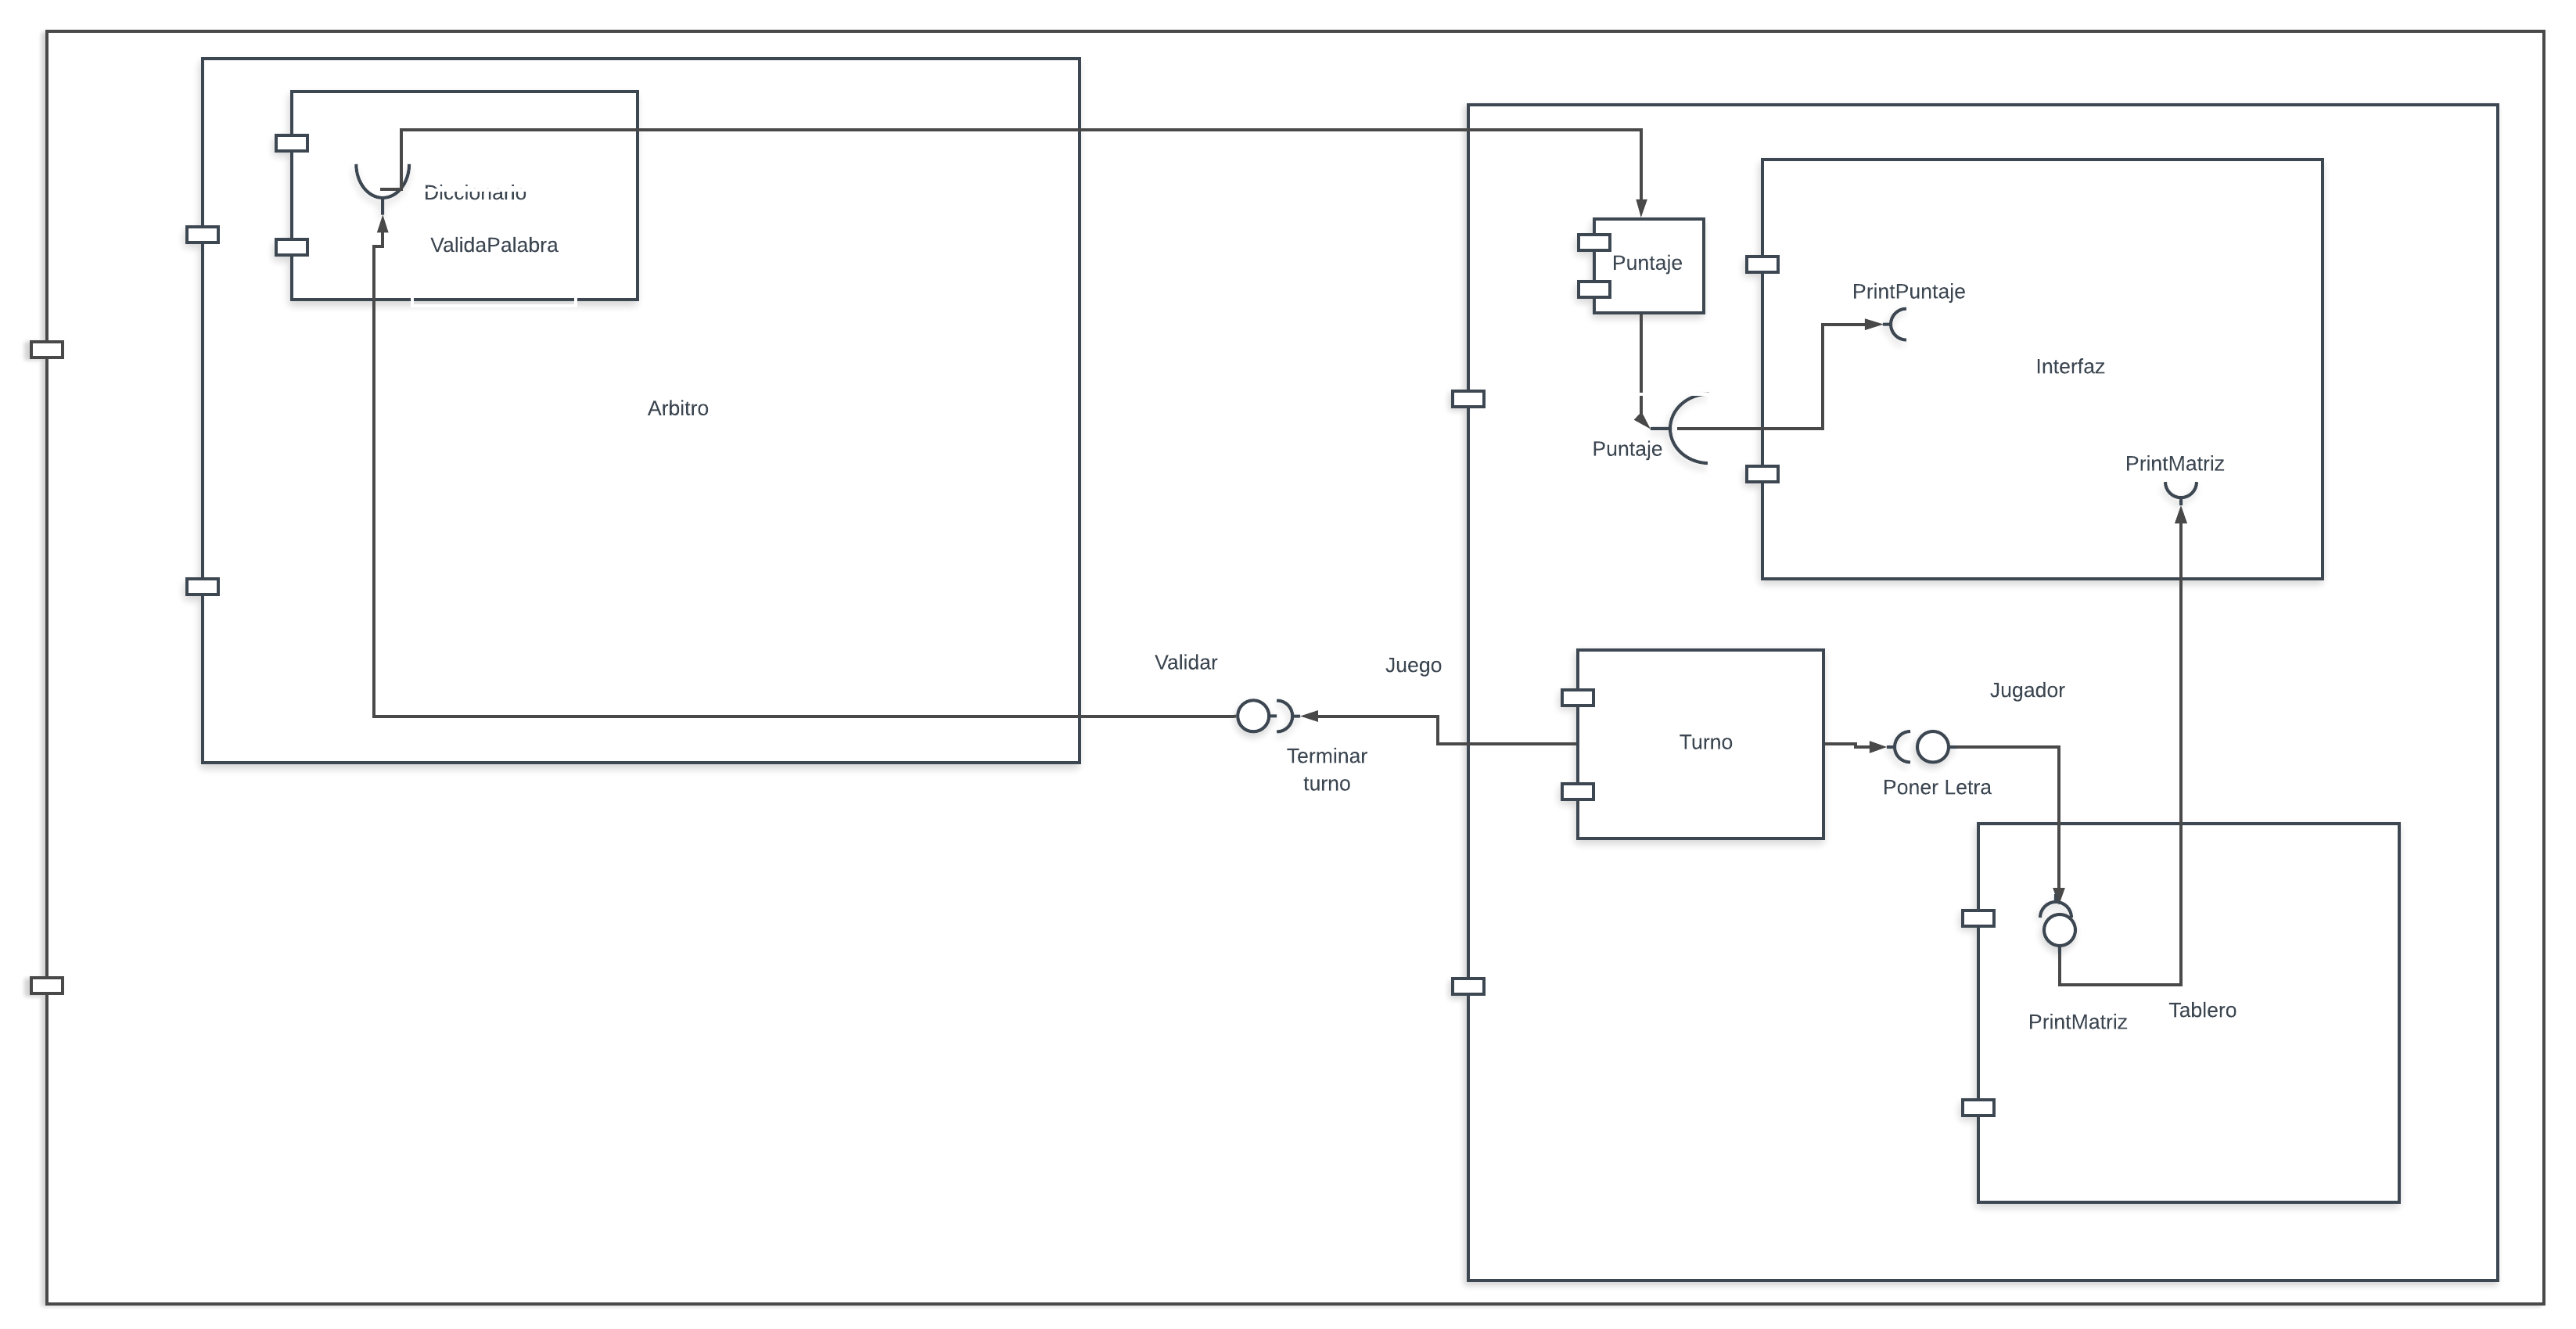 Diccionario
ValidaPalabra
Arbitro
Puntaje
PrintPuntaje
Interfaz
Puntaje
PrintMatriz
Validar
Juego
Terminar
turno
Turno
Jugador
Poner Letra
PrintMatriz
Tablero